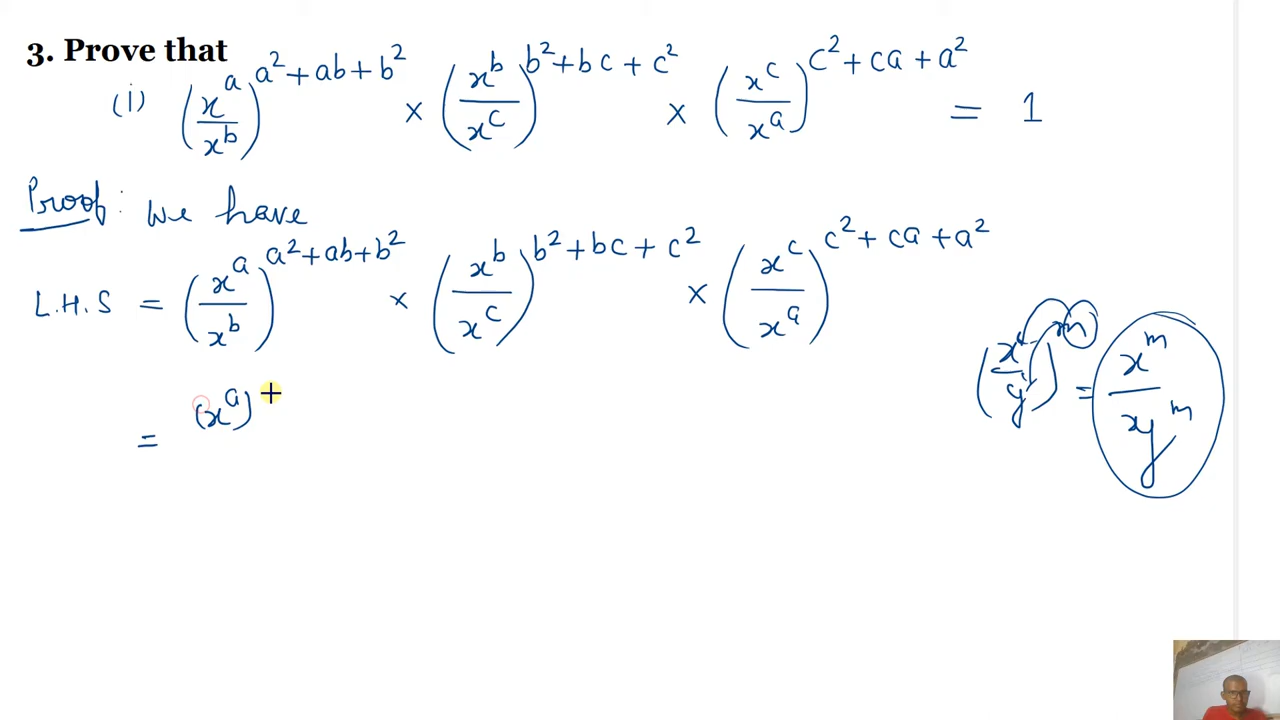 3. Prove that
(i) (x^a/x^b)^(a²+ab+b²) × (x^b/x^c)^(b²+bc+c²) × (x^c/x^a)^(c²+ca+a²) = 1
Proof: We have
L.H.S = (x^a/x^b)^(a²+ab+b²) × (x^b/x^c)^(b²+bc+c²) × (x^c/x^a)^(c²+ca+a²)
(x/y)^m = x^m/y^m
= (x^a)